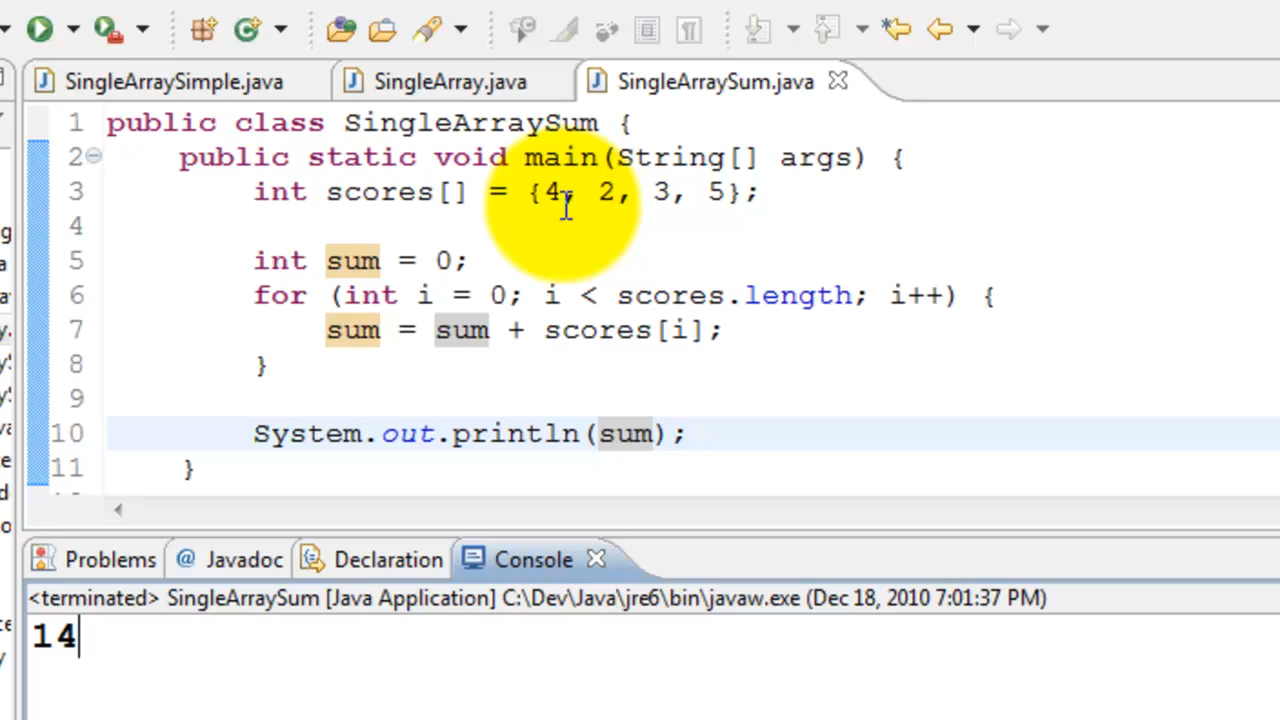 SingleArraySimple.java SingleArray.java SingleArraySum.java
1 public class SingleArraySum {
2 public static void main(String[] args) {
3 int scores[] = {4, 2, 3, 5};
4
5 int sum = 0;
6 for (int i = 0; i < scores.length; i++) {
7 sum = sum + scores[i];
8 }
9
10 System.out.println(sum);
11 }
Problems @ Javadoc Declaration Console
<terminated> SingleArraySum [Java Application] C:\Dev\Java\jre6\bin\javaw.exe (Dec 18, 2010 7:01:37 PM)
14